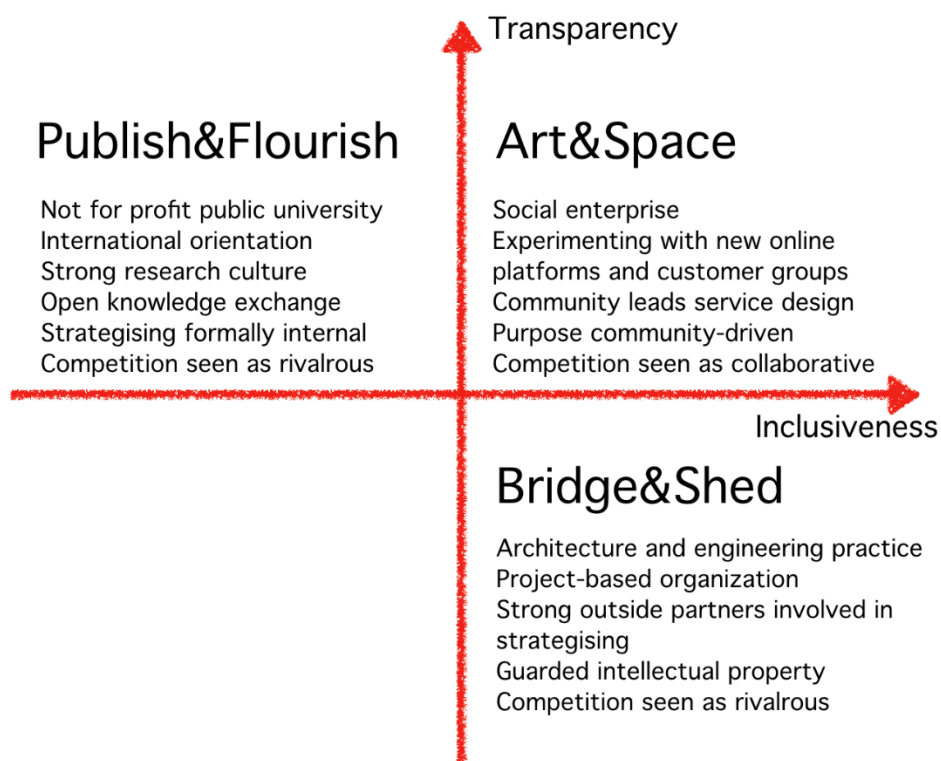 Transparency
Publish&Flourish
Not for profit public university
International orientation
Strong research culture
Open knowledge exchange
Strategising formally internal
Competition seen as rivalrous
Art&Space
Social enterprise
Experimenting with new online
platforms and customer groups
Community leads service design
Purpose community-driven
Competition seen as collaborative
Inclusiveness
Bridge&Shed
Architecture and engineering practice
Project-based organization
Strong outside partners involved in
strategising
Guarded intellectual property
Competition seen as rivalrous